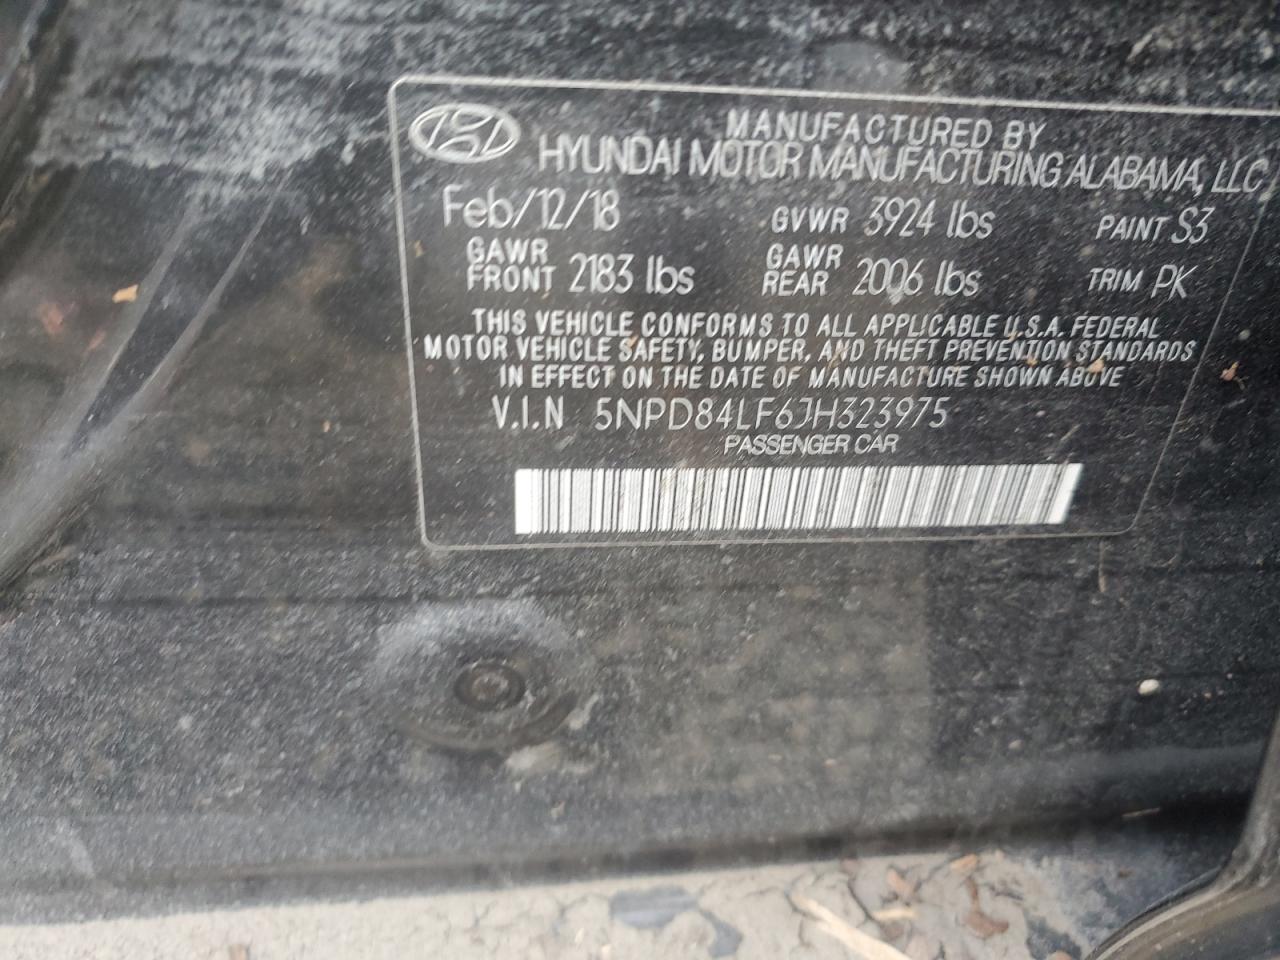 MANUFACTURED BY
HYUNDAI MOTOR MANUFACTURING ALABAMA, LLC
Feb/12/18 GVWR 3924 lbs PAINT S3
GAWR FRONT 2183 lbs GAWR REAR 2006 lbs TRIM PK
THIS VEHICLE CONFORMS TO ALL APPLICABLE U.S.A. FEDERAL
MOTOR VEHICLE SAFETY, BUMPER, AND THEFT PREVENTION STANDARDS
IN EFFECT ON THE DATE OF MANUFACTURE SHOWN ABOVE
V.I.N 5NPD84LF6JH323975
PASSENGER CAR